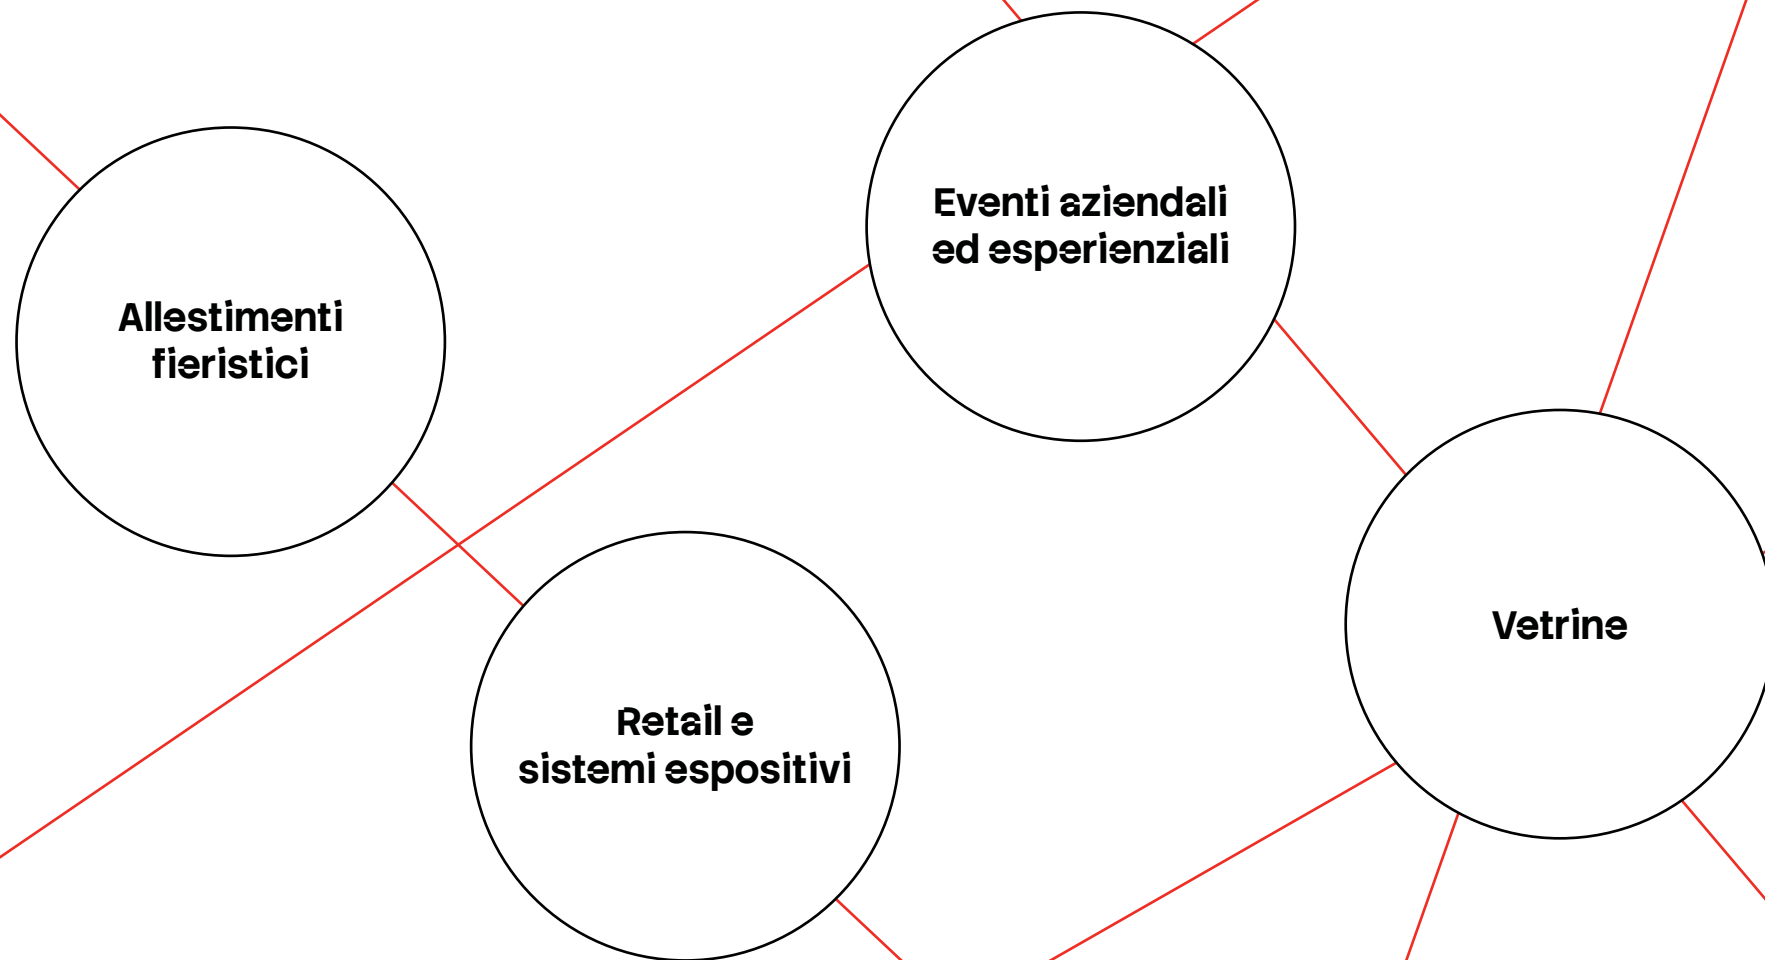 Allestimenti
fieristici
Eventi aziendali
ed esperienziali
Retail e
sistemi espositivi
Vetrine